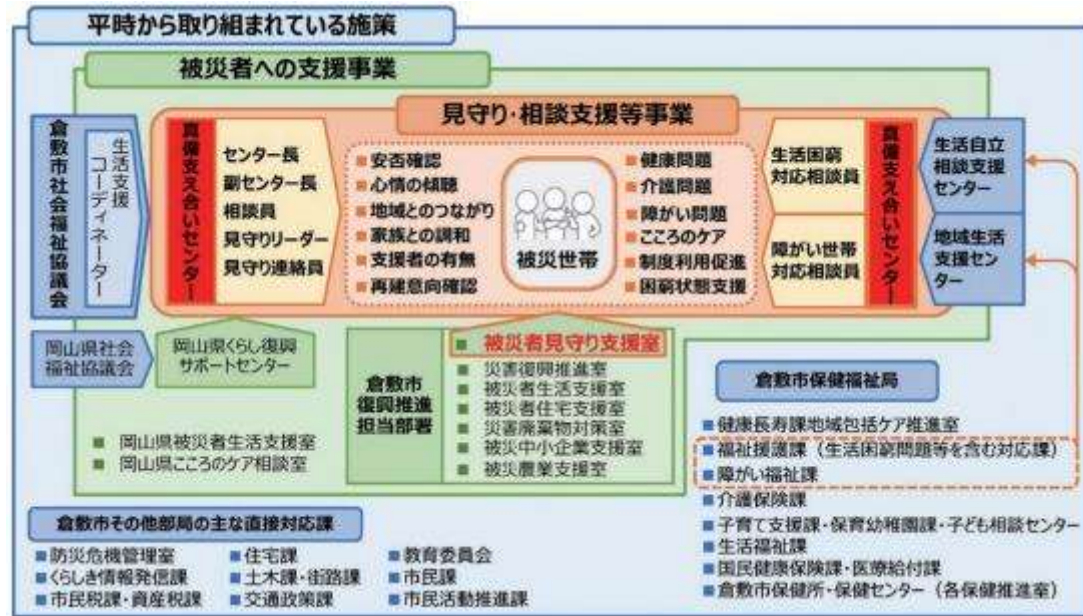 平時から取り組まれている施策
被災者への支援事業
見守り・相談支援等事業
倉敷市社会福祉協議会
生活支援
コーディネーター
真備支え合いセンター
センター長
副センター長
相談員
見守りリーダー
見守り連絡員
■安否確認
■心情の傾聴
■地域とのつながり
■家族との調和
■支援者の有無
■再建意向確認
被災世帯
■健康問題
■介護問題
■障がい問題
■こころのケア
■制度利用促進
■困窮状態支援
生活困窮
対応相談員
障がい世帯
対応相談員
真備支え合いセンター
生活自立
相談支援
センター
地域生活
支援セン
ター
岡山県社会
福祉協議会
岡山県くらし復興
サポートセンター
■岡山県被災者生活支援室
■岡山県こころのケア相談室
倉敷市
復興推進
担当部署
■被災者見守り支援室
■災害復興推進室
■被災者生活支援室
■被災者住宅支援室
■災害廃棄物対策室
■被災中小企業支援室
■被災農業支援室
倉敷市保健福祉局
■健康長寿課地域包括ケア推進室
■福祉援護課(生活困窮問題等を含む対応課)
■障がい福祉課
■介護保険課
■子育て支援課・保育幼稚園課・子ども相談センター
■生活福祉課
■国民健康保険課・医療給付課
■倉敷市保健所・保健センター(各保健推進室)
倉敷市その他部局の主な直接対応課
■防災危機管理室
■くらしき情報発信課
■市民税課・資産税課
■住宅課
■土木課・街路課
■交通政策課
■教育委員会
■市民課
■市民活動推進課